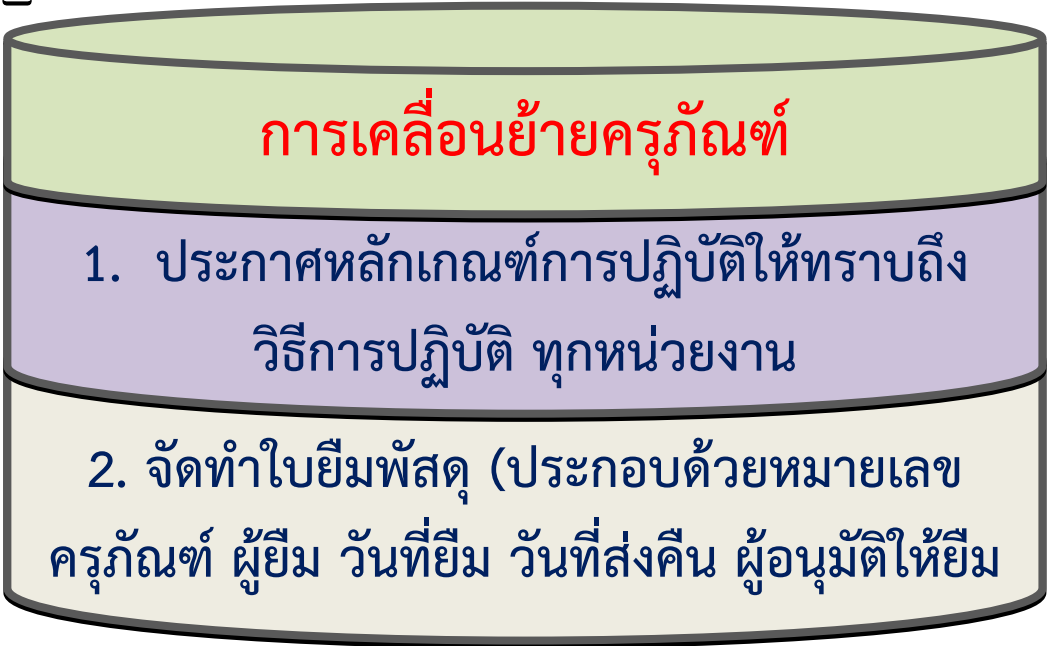 การเคลื่อนย้ายครุภัณฑ์
1. ประกาศหลักเกณฑ์การปฏิบัติให้ทราบถึง
วิธีการปฏิบัติ ทุกหน่วยงาน
2. จัดทำใบยืมพัสดุ (ประกอบด้วยหมายเลข
ครุภัณฑ์ ผู้ยืม วันที่ยืม วันที่ส่งคืน ผู้อนุมัติให้ยืม